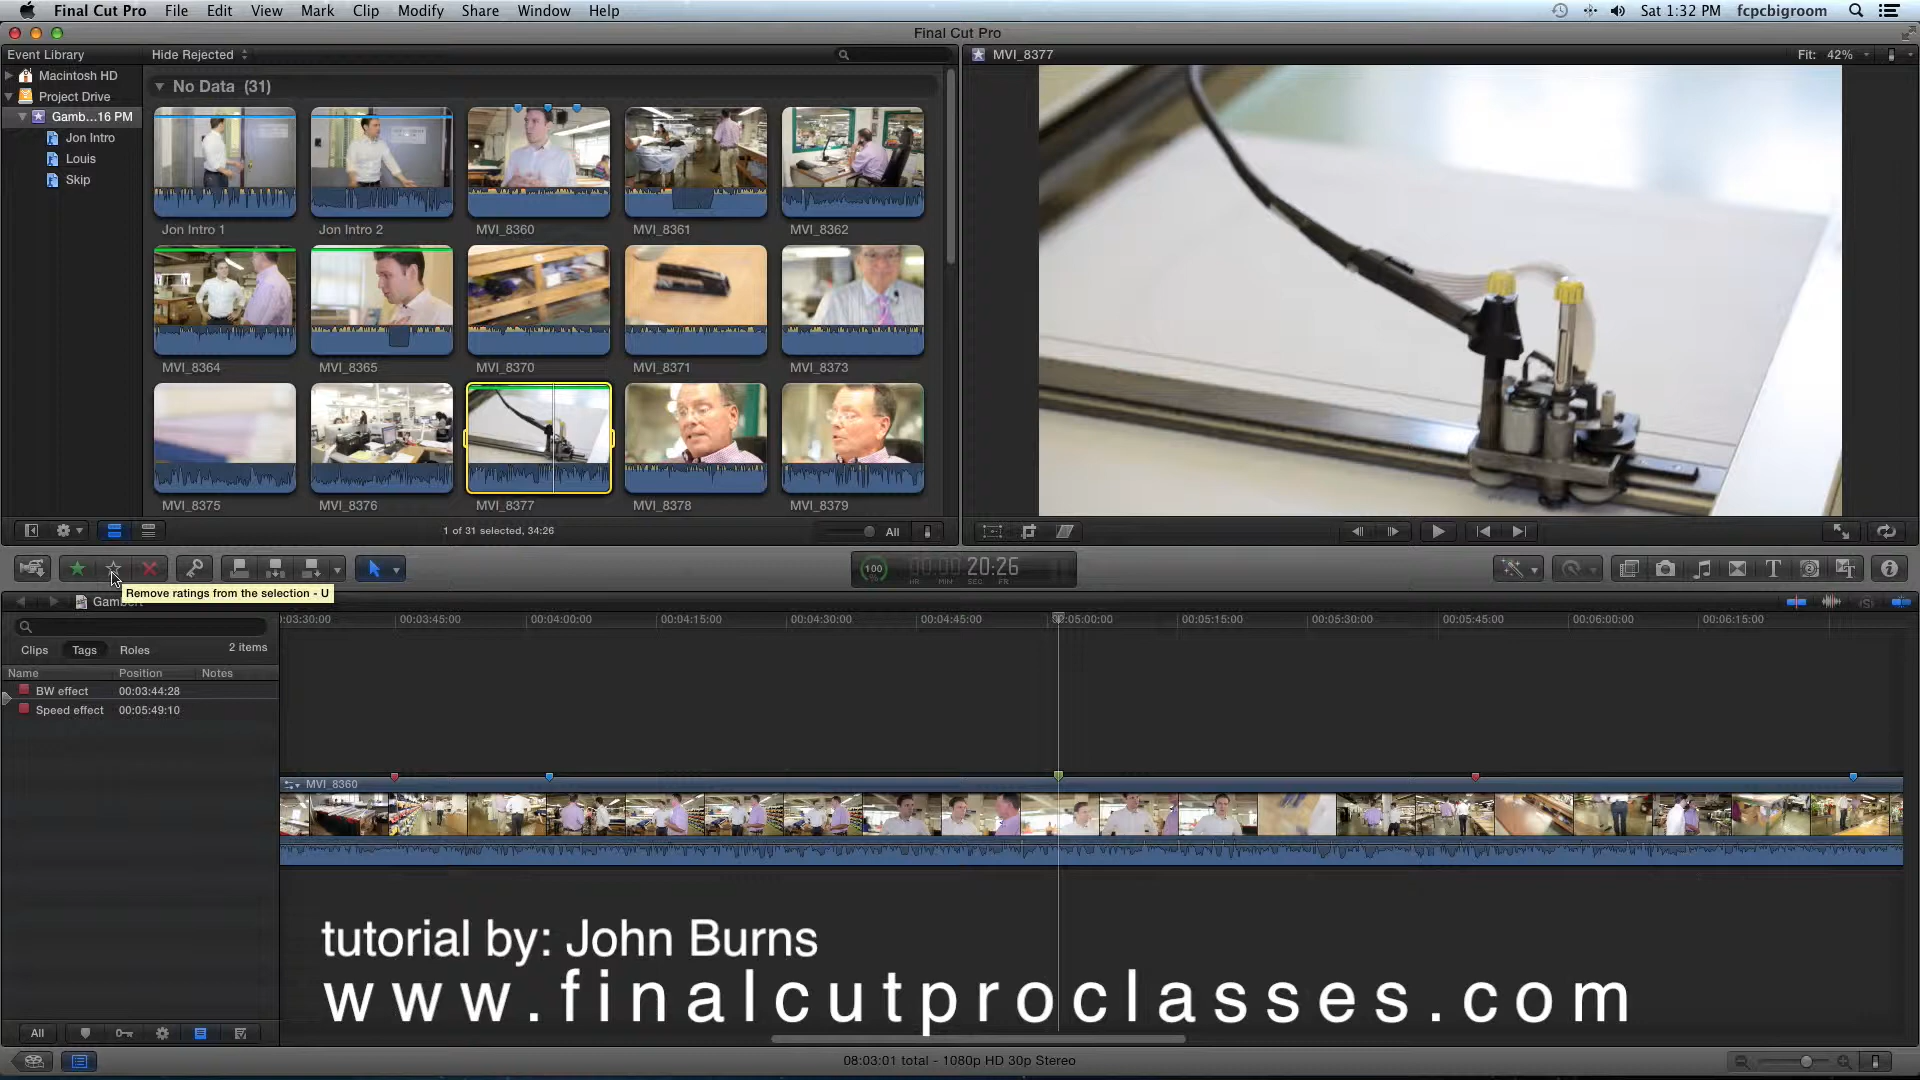 Final Cut Pro File Edit View Mark Clip Modify Share Window Help Sat 1:32 PM fcpcbigroom
Final Cut Pro
Event Library Hide Rejected MVI_8377 Fit: 42%
Macintosh HD
Project Drive
Gamb...16 PM
Jon Intro
Louis
Skip
No Data (31)
Jon Intro 1 Jon Intro 2 MVI_8360 MVI_8361 MVI_8362
MVI_8364 MVI_8365 MVI_8370 MVI_8371 MVI_8373
MVI_8375 MVI_8376 MVI_8377 MVI_8378 MVI_8379
1 of 31 selected, 34:26 All
100 % 00:00:20:26
HR MIN SEC FR
Remove ratings from the selection - U
03:30:00 00:03:45:00 00:04:00:00 00:04:15:00 00:04:30:00 00:04:45:00 00:05:00:00 00:05:15:00 00:05:30:00 00:05:45:00 00:06:00:00 00:06:15:00
Clips Tags Roles 2 items
Name Position Notes
BW effect 00:03:44:28
Speed effect 00:05:49:10
MVI_8360
tutorial by: John Burns
www.finalcutproclasses.com
All
08:03:01 total - 1080p HD 30p Stereo